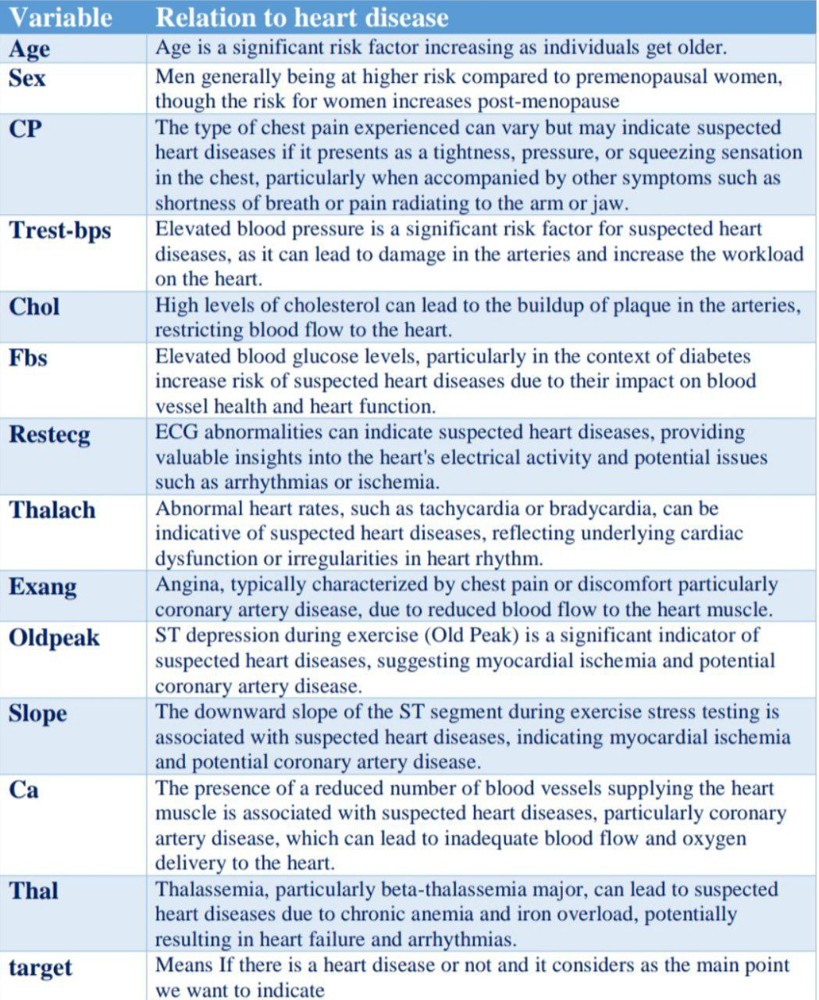 Variable Relation to heart disease
Age Age is a significant risk factor increasing as individuals get older.
Sex Men generally being at higher risk compared to premenopausal women,
though the risk for women increases post-menopause
CP The type of chest pain experienced can vary but may indicate suspected
heart diseases if it presents as a tightness, pressure, or squeezing sensation
in the chest, particularly when accompanied by other symptoms such as
shortness of breath or pain radiating to the arm or jaw.
Trest-bps Elevated blood pressure is a significant risk factor for suspected heart
diseases, as it can lead to damage in the arteries and increase the workload
on the heart.
Chol High levels of cholesterol can lead to the buildup of plaque in the arteries,
restricting blood flow to the heart.
Fbs Elevated blood glucose levels, particularly in the context of diabetes
increase risk of suspected heart diseases due to their impact on blood
vessel health and heart function.
Restecg ECG abnormalities can indicate suspected heart diseases, providing
valuable insights into the heart's electrical activity and potential issues
such as arrhythmias or ischemia.
Thalach Abnormal heart rates, such as tachycardia or bradycardia, can be
indicative of suspected heart diseases, reflecting underlying cardiac
dysfunction or irregularities in heart rhythm.
Exang Angina, typically characterized by chest pain or discomfort particularly
coronary artery disease, due to reduced blood flow to the heart muscle.
Oldpeak ST depression during exercise (Old Peak) is a significant indicator of
suspected heart diseases, suggesting myocardial ischemia and potential
coronary artery disease.
Slope The downward slope of the ST segment during exercise stress testing is
associated with suspected heart diseases, indicating myocardial ischemia
and potential coronary artery disease.
Ca The presence of a reduced number of blood vessels supplying the heart
muscle is associated with suspected heart diseases, particularly coronary
artery disease, which can lead to inadequate blood flow and oxygen
delivery to the heart.
Thal Thalassemia, particularly beta-thalassemia major, can lead to suspected
heart diseases due to chronic anemia and iron overload, potentially
resulting in heart failure and arrhythmias.
target Means If there is a heart disease or not and it considers as the main point
we want to indicate